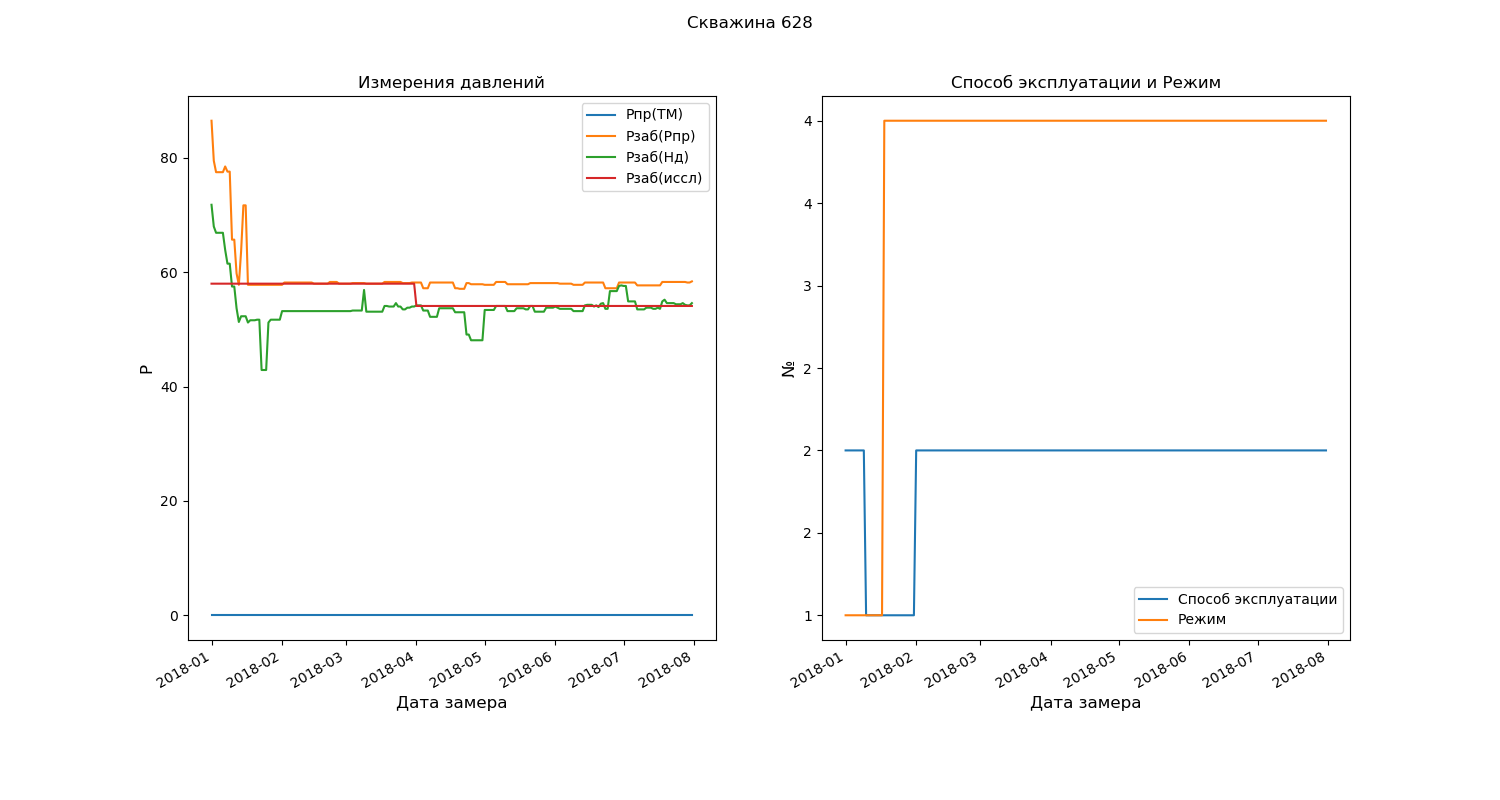 Скважина 628
Измерения давлений
P
80
60
40
20
0
Рпр(ТМ)
Рзаб(Рпр)
Рзаб(Нд)
Рзаб(иссл)
2018-01
2018-02
2018-03
2018-04
2018-05
2018-06
2018-07
2018-08
Дата замера
Способ эксплуатации и Режим
№
4
4
3
2
2
2
1
Способ эксплуатации
Режим
2018-01
2018-02
2018-03
2018-04
2018-05
2018-06
2018-07
2018-08
Дата замера